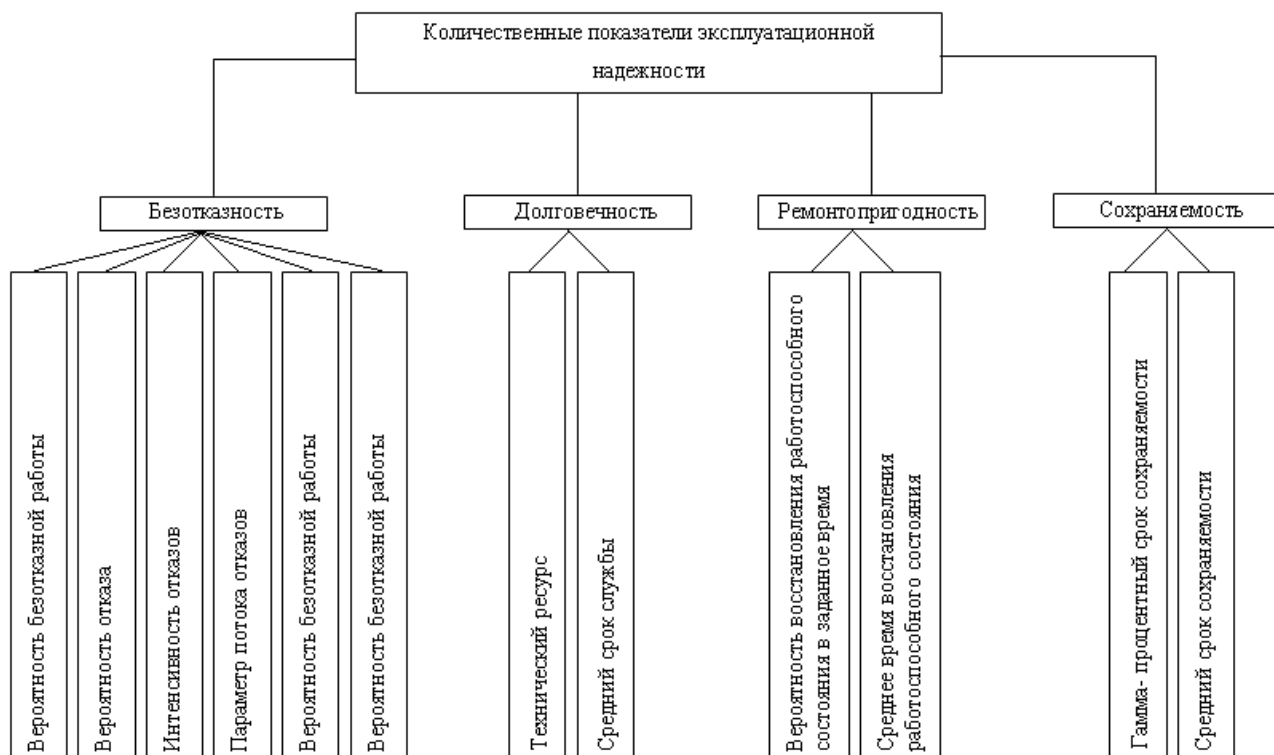 Количественные показатели эксплуатационной
надежности
Безотказность
Долговечность
Ремонтопригодность
Сохраняемость
Вероятность безотказной работы
Вероятность отказа
Интенсивность отказов
Параметр потока отказов
Вероятность безотказной работы
Вероятность безотказной работы
Технический ресурс
Средний срок службы
Вероятность восстановления работоспособного
состояния в заданное время
Среднее время восстановления
работоспособного состояния
Гамма- процентный срок сохраняемости
Средний срок сохраняемости